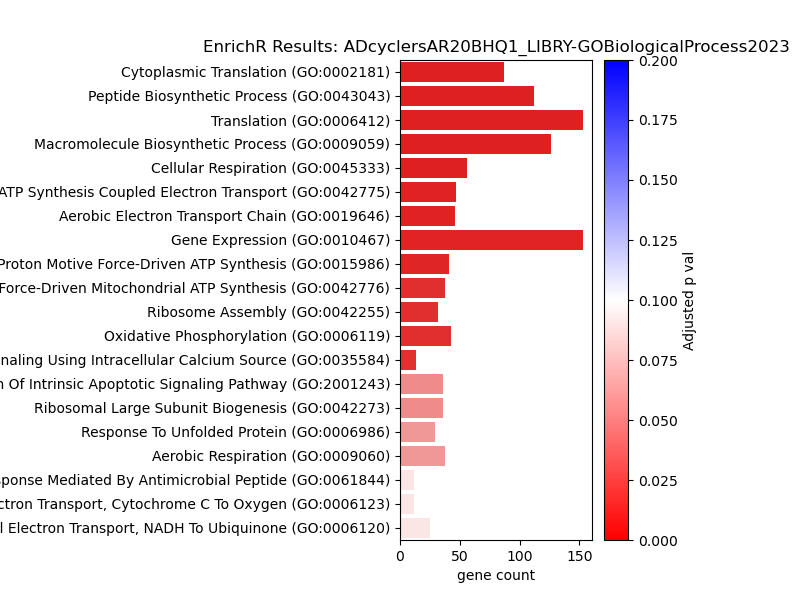 EnrichR Results: ADcyclersAR20BHQ1_LIBRY-GOBiologicalProcess2023
Cytoplasmic Translation (GO:0002181)
Peptide Biosynthetic Process (GO:0043043)
Translation (GO:0006412)
Macromolecule Biosynthetic Process (GO:0009059)
Cellular Respiration (GO:0045333)
ATP Synthesis Coupled Electron Transport (GO:0042775)
Aerobic Electron Transport Chain (GO:0019646)
Gene Expression (GO:0010467)
Proton Motive Force-Driven ATP Synthesis (GO:0015986)
Force-Driven Mitochondrial ATP Synthesis (GO:0042776)
Ribosome Assembly (GO:0042255)
Oxidative Phosphorylation (GO:0006119)
naling Using Intracellular Calcium Source (GO:0035584)
n Of Intrinsic Apoptotic Signaling Pathway (GO:2001243)
Ribosomal Large Subunit Biogenesis (GO:0042273)
Response To Unfolded Protein (GO:0006986)
Aerobic Respiration (GO:0009060)
ponse Mediated By Antimicrobial Peptide (GO:0061844)
ctron Transport, Cytochrome C To Oxygen (GO:0006123)
l Electron Transport, NADH To Ubiquinone (GO:0006120)
0 50 100 150
gene count
0.200
0.175
0.150
0.125
0.100
0.075
0.050
0.025
0.000
Adjusted p val